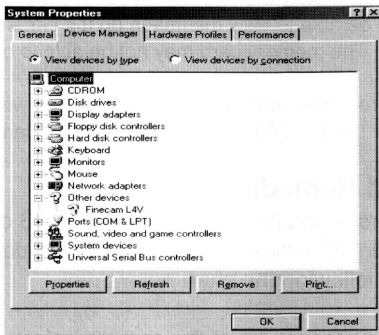 System Properties
General Device Manager Hardware Profiles Performance
View devices by type View devices by connection
Computer
CDROM
Disk drives
Display adapters
Floppy disk controllers
Hard disk controllers
Keyboard
Monitors
Mouse
Network adapters
Other devices
Finecam L4V
Ports (COM & LPT)
Sound, video and game controllers
System devices
Universal Serial Bus controllers
Properties Refresh Remove Print...
OK Cancel